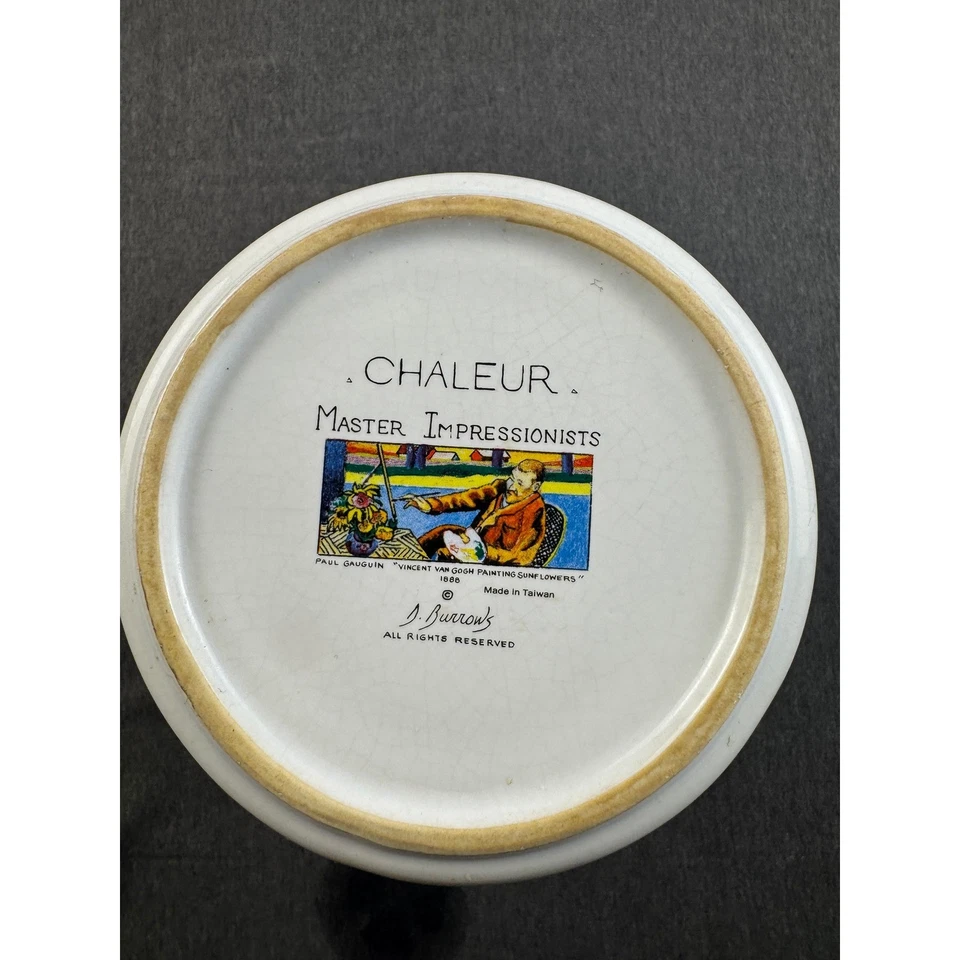 CHALEUR
MASTER IMPRESSIONISTS
PAUL GAUGUIN "VINCENT VAN GOGH PAINTING SUNFLOWERS"
1888 Made in Taiwan
©
D. Burrows
ALL RIGHTS RESERVED